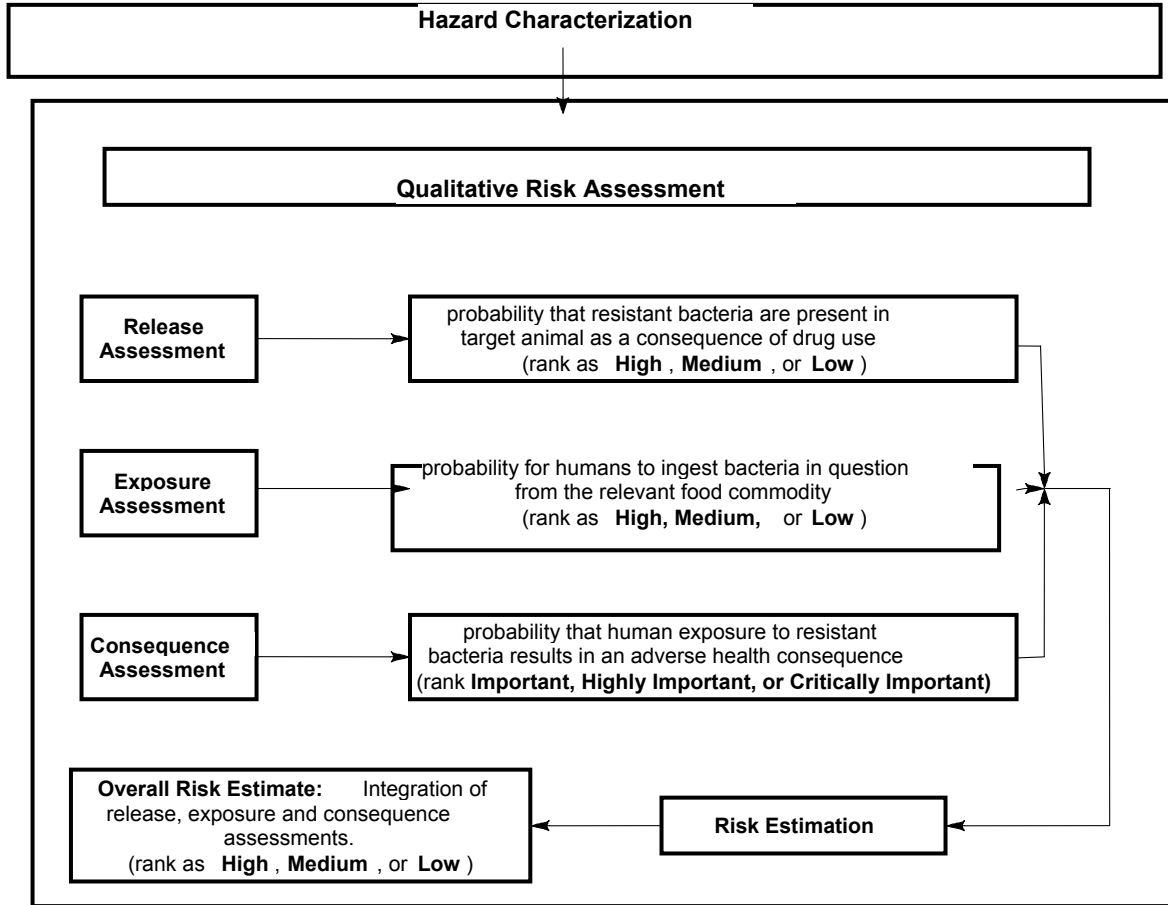 Hazard Characterization
Qualitative Risk Assessment
Release
Assessment
probability that resistant bacteria are present in
target animal as a consequence of drug use
(rank as High , Medium , or Low )
Exposure
Assessment
probability for humans to ingest bacteria in question
from the relevant food commodity
(rank as High, Medium, or Low )
Consequence
Assessment
probability that human exposure to resistant
bacteria results in an adverse health consequence
(rank Important, Highly Important, or Critically Important)
Overall Risk Estimate: Integration of
release, exposure and consequence
assessments.
(rank as High , Medium , or Low )
Risk Estimation